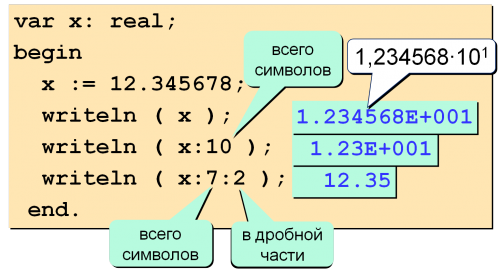 var x: real;
begin
всего
символов
1,234568·10¹
x := 12.345678;
writeln ( x );
1.234568E+001
writeln ( x:10 );
1.23E+001
writeln ( x:7:2 );
12.35
end.
всего
символов
в дробной
части